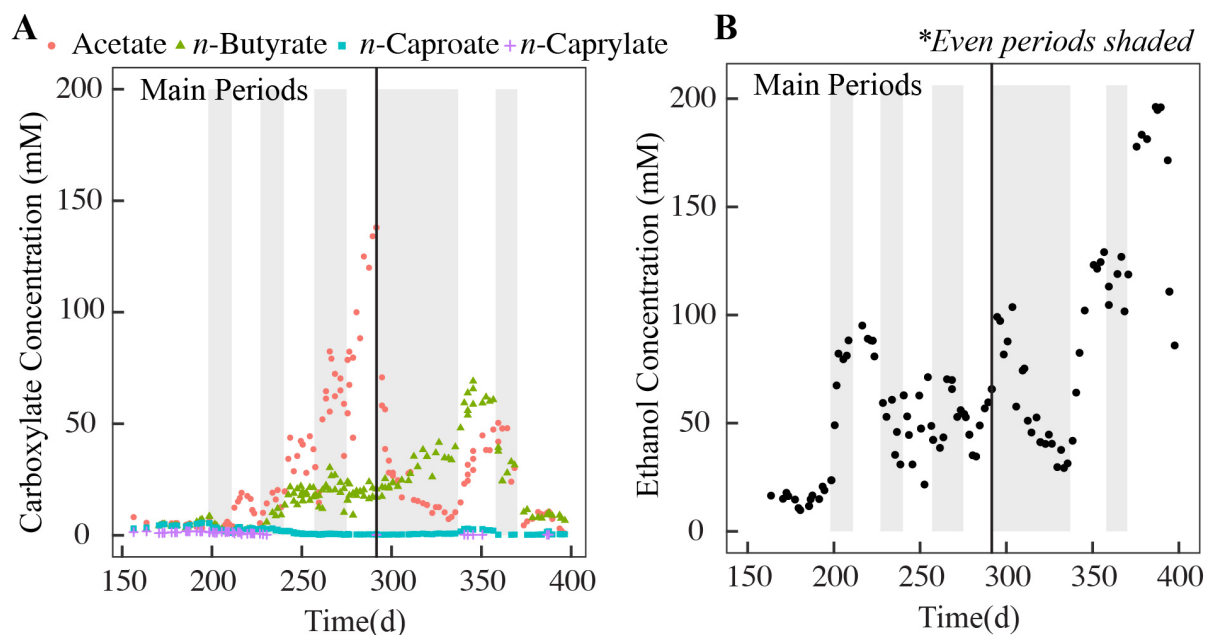 A
Acetate n-Butyrate n-Caproate n-Caprylate
Main Periods
200
150
100
50
0
Carboxylate Concentration (mM)
150 200 250 300 350 400
Time(d)
B
*Even periods shaded
Main Periods
200
150
100
50
0
Ethanol Concentration (mM)
150 200 250 300 350 400
Time(d)